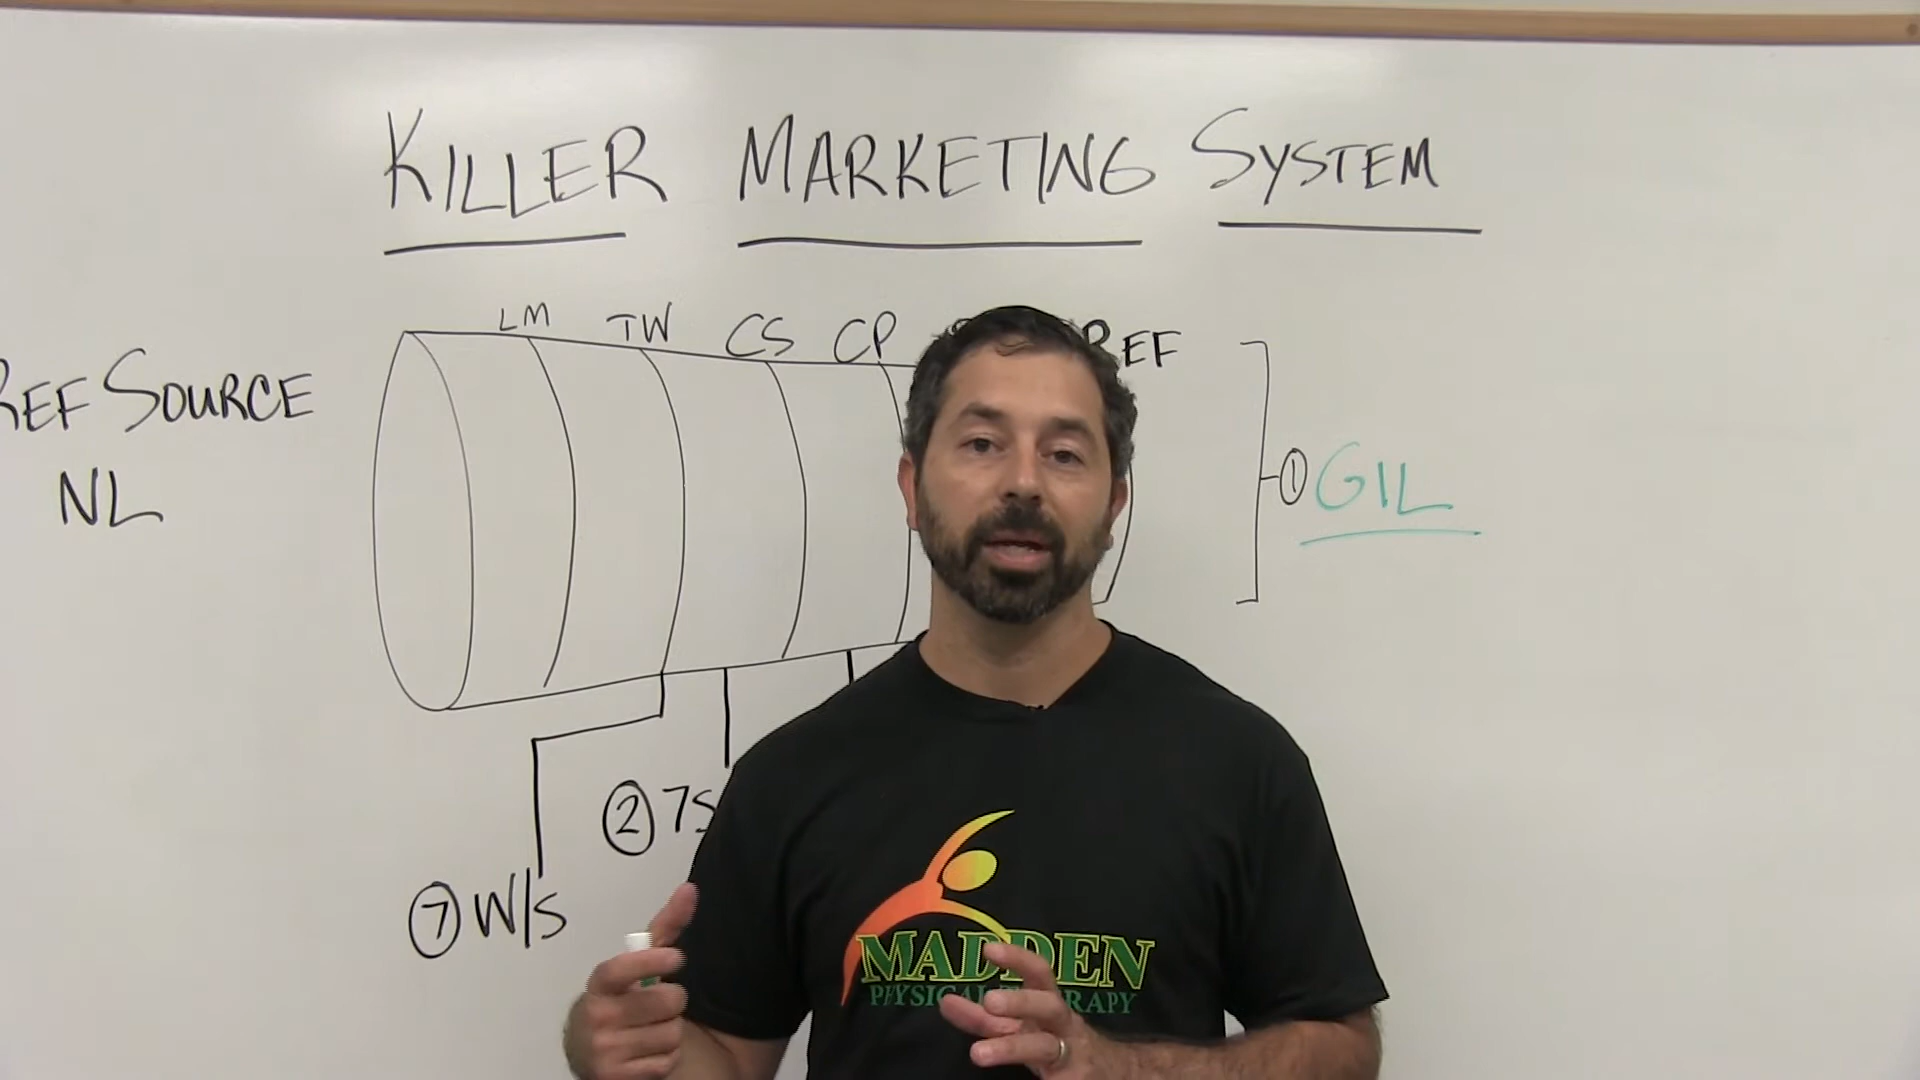 KILLER MARKETING SYSTEM
LM TW CS CP REF
REF SOURCE
NL
① GIL
② 7S
⑦ W/S
MADDEN
PHYSICAL THERAPY